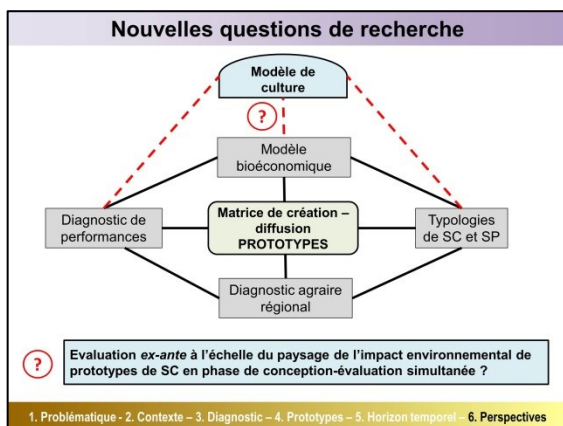 Nouvelles questions de recherche
Modèle de
culture
?
Modèle
bioéconomique
Diagnostic de
performances
Matrice de création –
diffusion
PROTOTYPES
Typologies
de SC et SP
Diagnostic agraire
régional
?
Evaluation ex-ante à l'échelle du paysage de l'impact environnemental de
prototypes de SC en phase de conception-évaluation simultanée ?
1. Problématique - 2. Contexte – 3. Diagnostic – 4. Prototypes – 5. Horizon temporel – 6. Perspectives